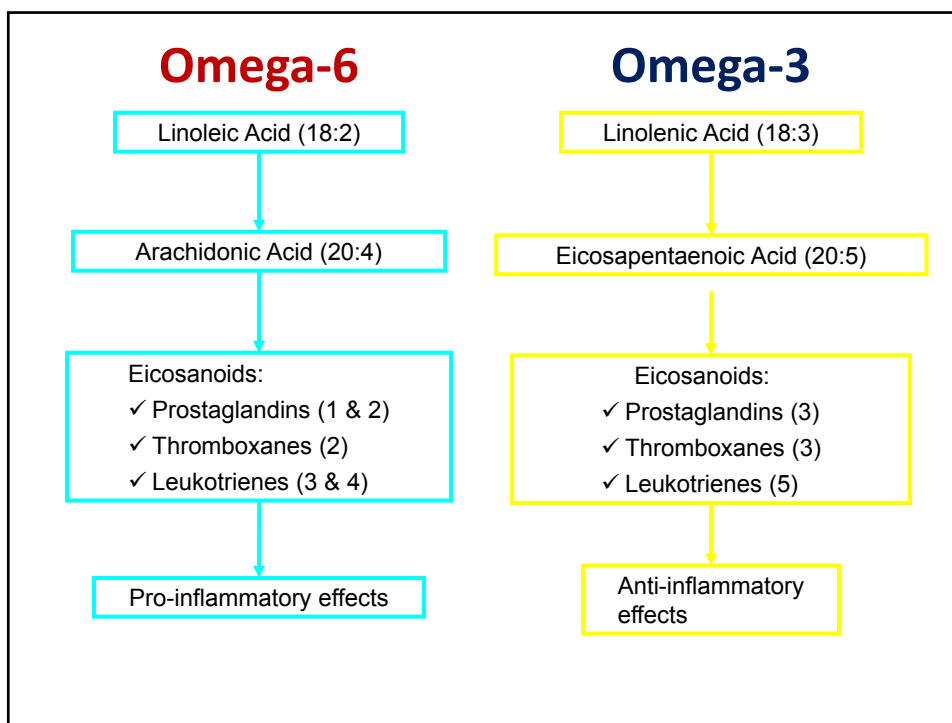 Omega-6
Linoleic Acid (18:2)
Arachidonic Acid (20:4)
Eicosanoids:
✓ Prostaglandins (1 & 2)
✓ Thromboxanes (2)
✓ Leukotrienes (3 & 4)
Pro-inflammatory effects
Omega-3
Linolenic Acid (18:3)
Eicosapentaenoic Acid (20:5)
Eicosanoids:
✓ Prostaglandins (3)
✓ Thromboxanes (3)
✓ Leukotrienes (5)
Anti-inflammatory
effects